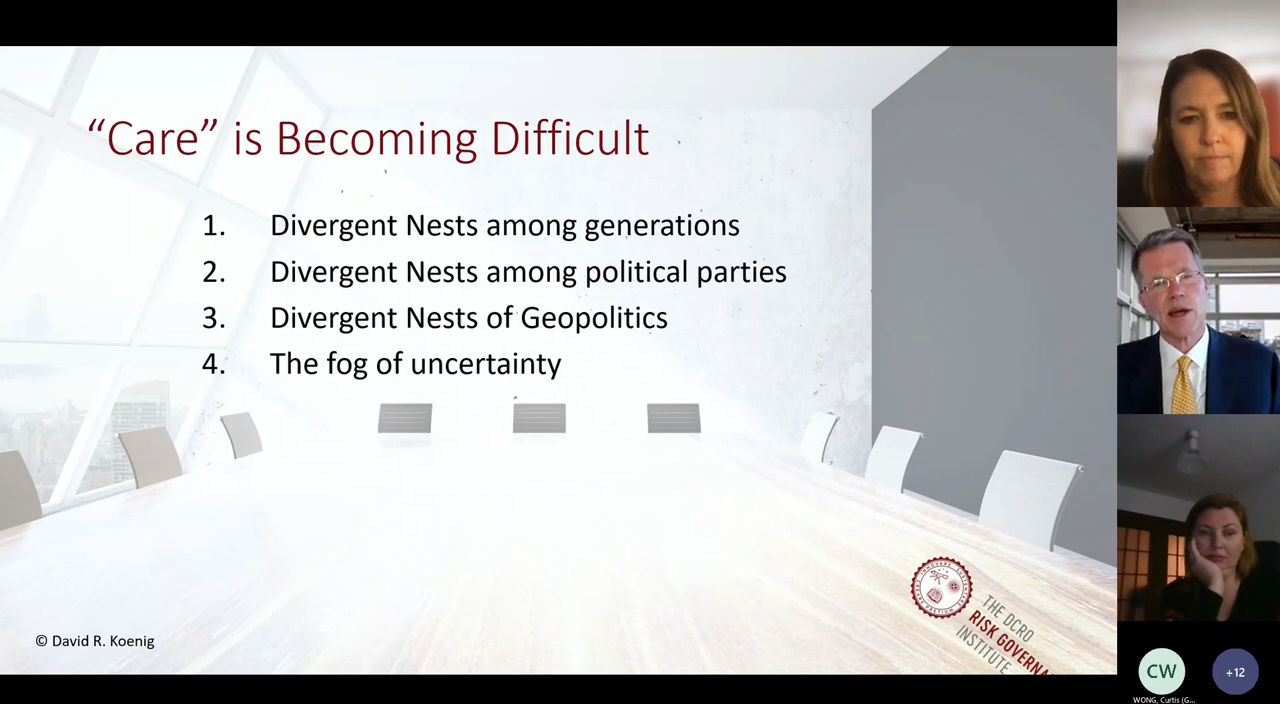 “Care” is Becoming Difficult
1. Divergent Nests among generations
2. Divergent Nests among political parties
3. Divergent Nests of Geopolitics
4. The fog of uncertainty
© David R. Koenig
THE DCRO
RISK GOVERNA
INSTITUTE
CW
+12
WONG, Curtis (G...